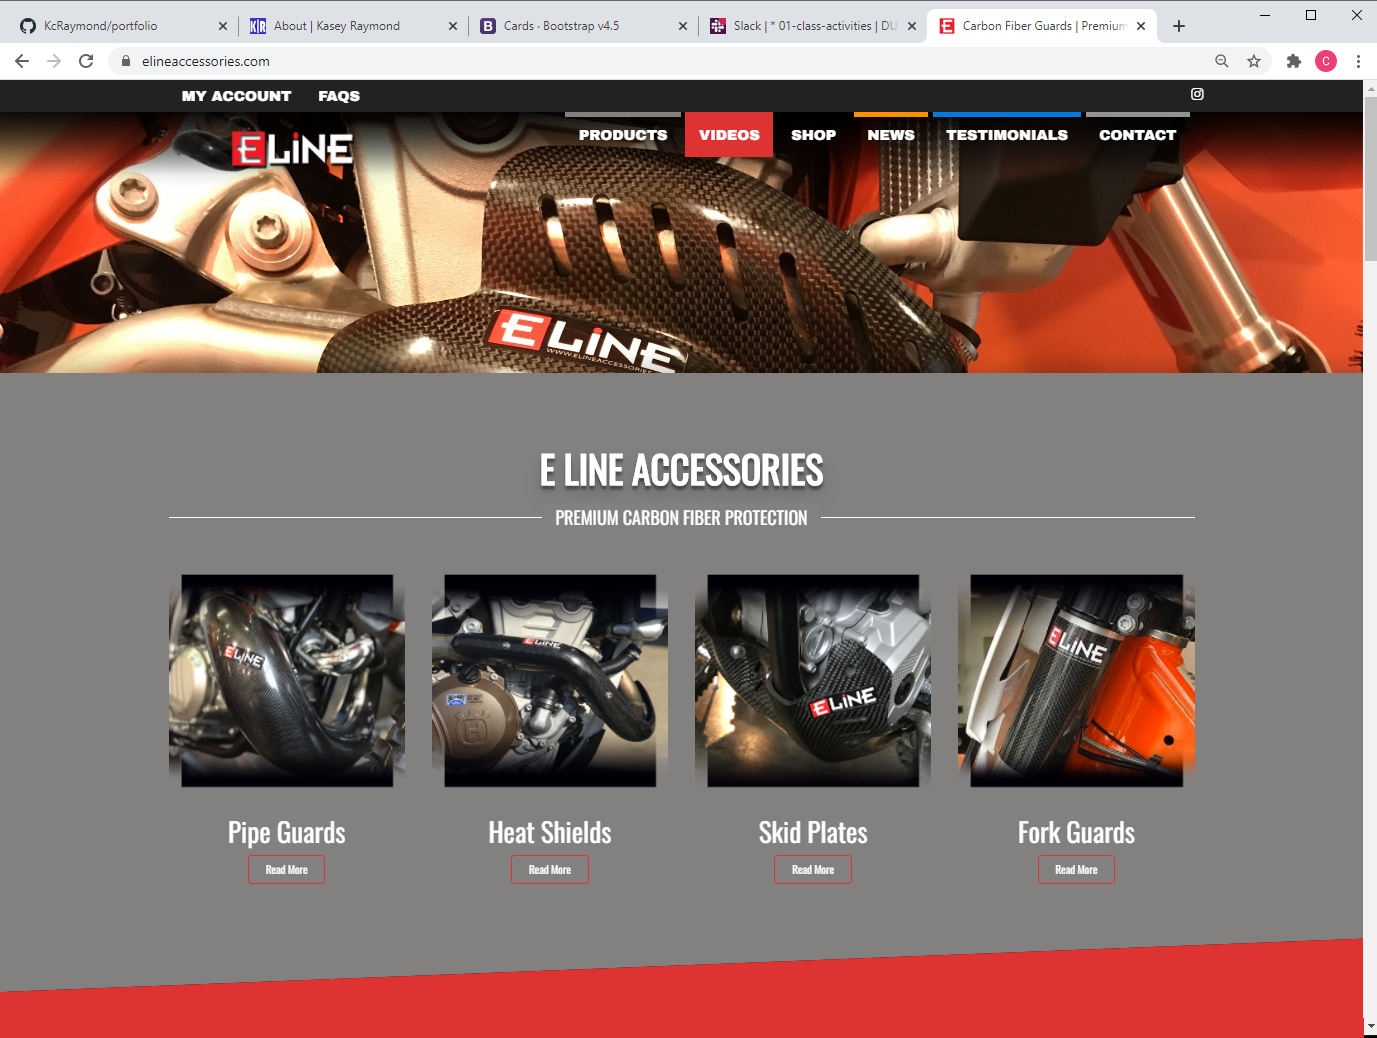 KcRaymond/portfolio
About | Kasey Raymond
Cards · Bootstrap v4.5
Slack | * 01-class-activities | DU
Carbon Fiber Guards | Premium
elineaccessories.com
C
MY ACCOUNT FAQS
ELiNE
PRODUCTS VIDEOS SHOP NEWS TESTIMONIALS CONTACT
ELiNE
WWW.ELINEACCESSORIES
E LINE ACCESSORIES
PREMIUM CARBON FIBER PROTECTION
ELiNE
ELiNE
ELiNE
ELiNE
Pipe Guards
Heat Shields
Skid Plates
Fork Guards
Read More
Read More
Read More
Read More